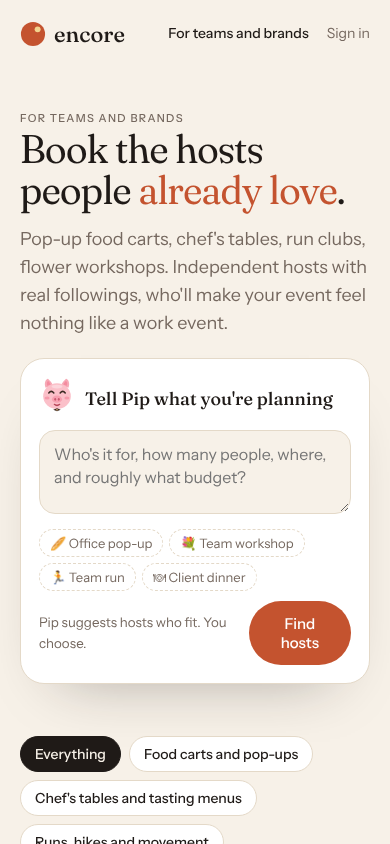 encore
For teams and brands
Sign in
FOR TEAMS AND BRANDS
Book the hosts
people already love.
Pop-up food carts, chef's tables, run clubs,
flower workshops. Independent hosts with
real followings, who'll make your event feel
nothing like a work event.
Tell Pip what you're planning
Who's it for, how many people, where,
and roughly what budget?
🥖 Office pop-up
💐 Team workshop
🏃 Team run
🍽 Client dinner
Pip suggests hosts who fit. You
choose.
Find
hosts
Everything
Food carts and pop-ups
Chef's tables and tasting menus
Runs, hikes and movement